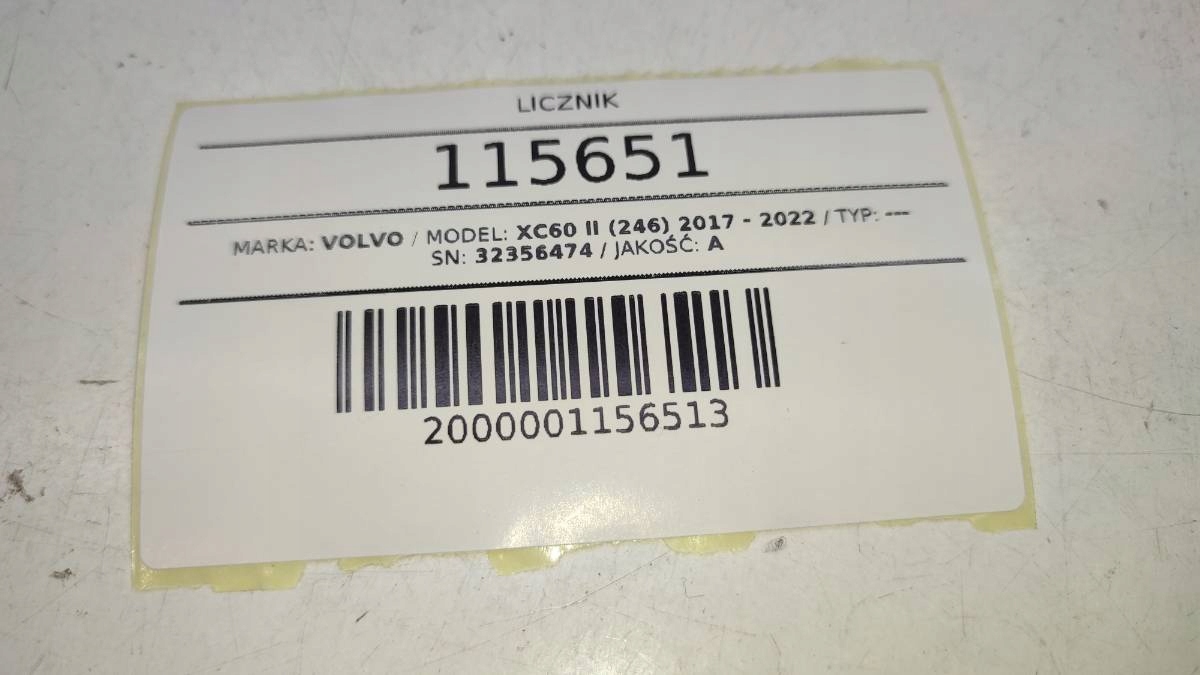 LICZNIK
115651
MARKA: VOLVO / MODEL: XC60 II (246) 2017 - 2022 / TYP: ---
SN: 32356474 / JAKOŚĆ: A
2000001156513